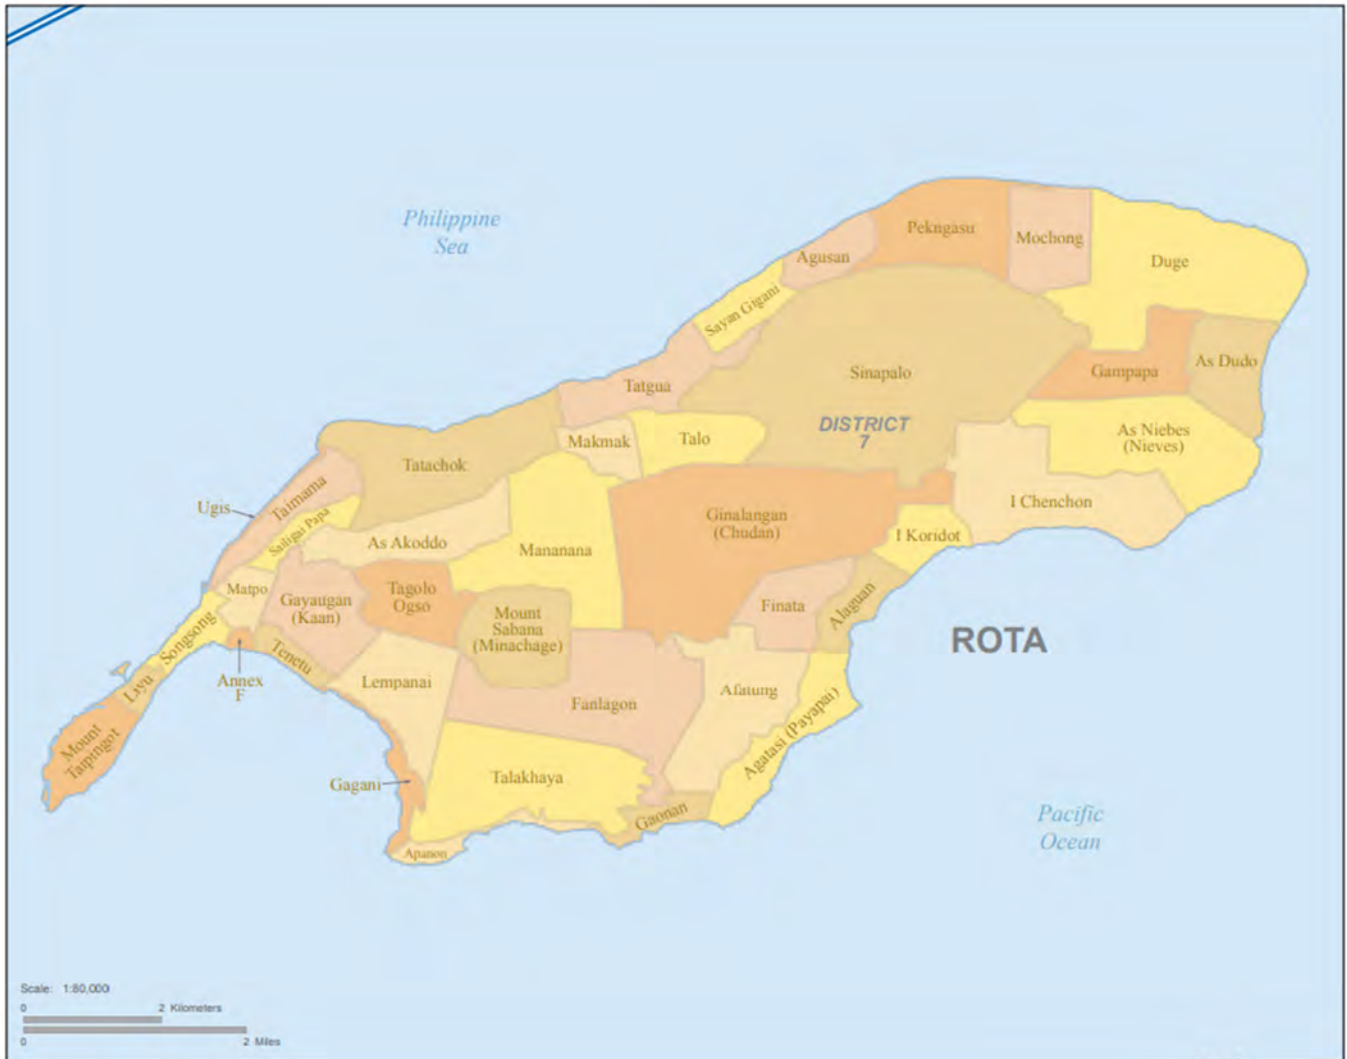 Philippine
Sea
Pekngasu
Mochong
Agusan
Duge
Sayan Gigani
As Dudo
Gampapa
Sinapalo
Tatgua
DISTRICT
7
As Niebes
(Nieves)
Makmak
Talo
Tatachok
Taimama
Ugis
I Chenchon
Ginalangan
(Chudan)
Sailigai Papa
I Koridot
As Akoddo
Mananana
Matpo
Tagolo
Ogso
Gayaugan
(Kaan)
Finata
Alaguan
Mount
Sabana
(Minachage)
Songsong
ROTA
Tenetu
Annex
F
Liyu
Lempanai
Afatung
Fanlagon
Agatasi (Payapai)
Mount
Taipingot
Gagani
Talakhaya
Gaonan
Pacific
Ocean
Apanon
Scale: 1:80,000
0 2 Kilometers
0 2 Miles